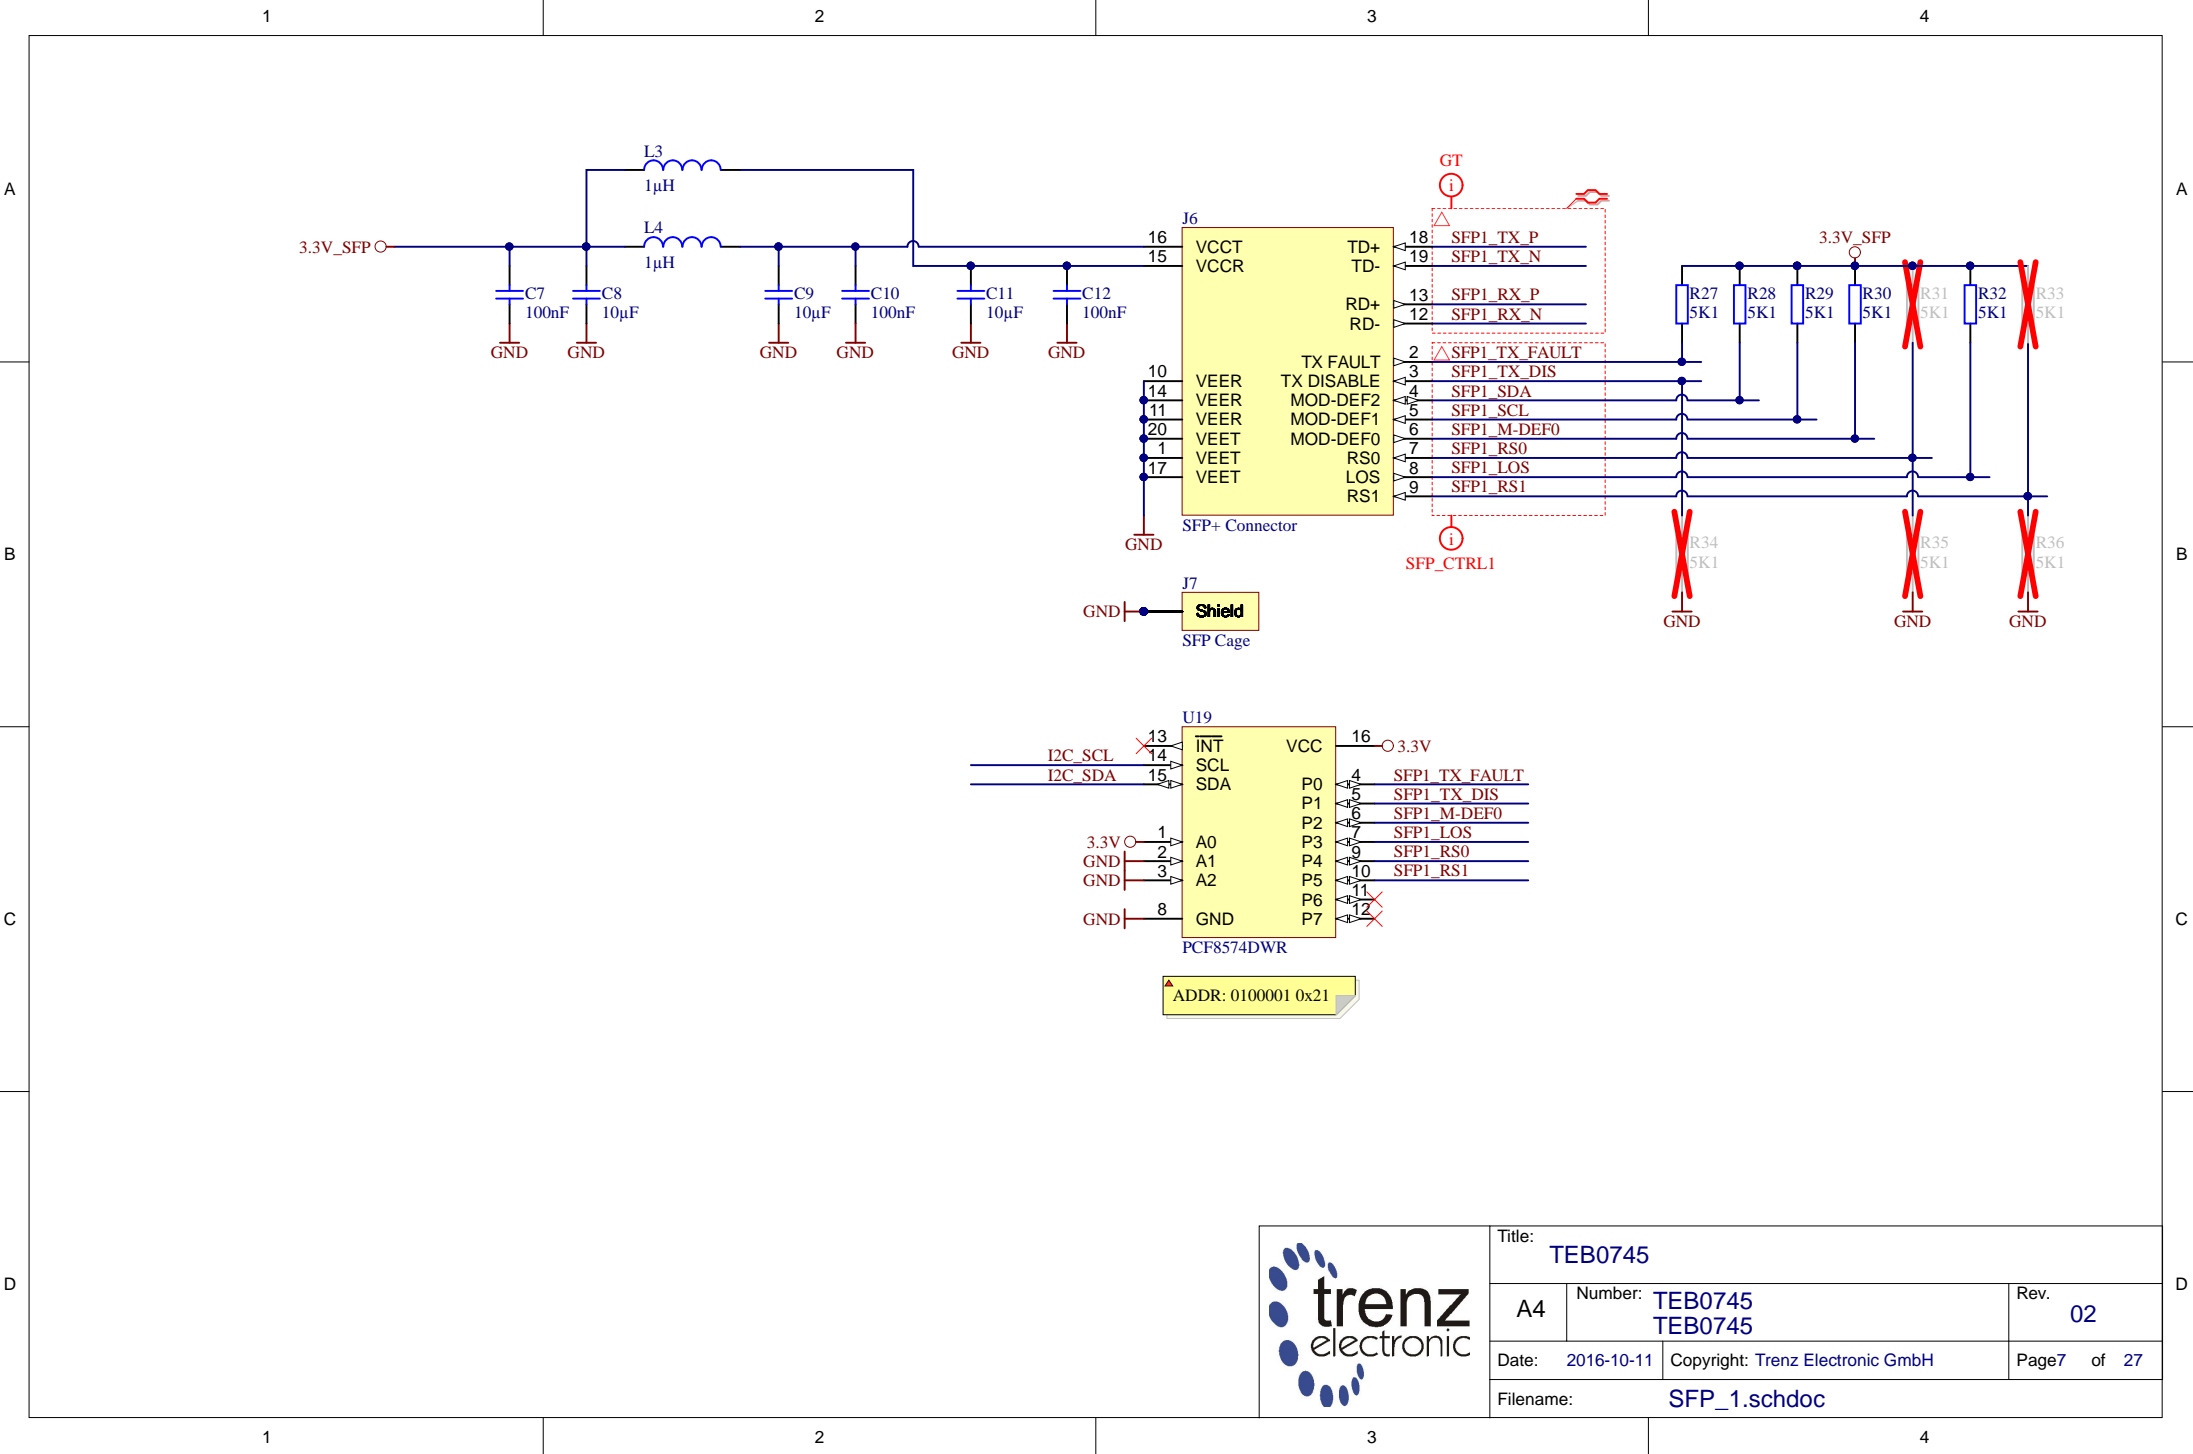 1 2 3 4
A A
B B
C C
D D
1 2 3 4
3.3V_SFP
L3
1µH
L4
1µH
C7
100nF
GND
C8
10µF
GND
C9
10µF
GND
C10
100nF
GND
C11
10µF
GND
C12
100nF
GND
J6
16 VCCT
15 VCCR
10 VEER
14 VEER
11 VEER
20 VEET
1 VEET
17 VEET
GND
TD+ 18 SFP1_TX_P
TD- 19 SFP1_TX_N
RD+ 13 SFP1_RX_P
RD- 12 SFP1_RX_N
TX FAULT 2 SFP1_TX_FAULT
TX DISABLE 3 SFP1_TX_DIS
MOD-DEF2 4 SFP1_SDA
MOD-DEF1 5 SFP1_SCL
MOD-DEF0 6 SFP1_M-DEF0
RS0 7 SFP1_RS0
LOS 8 SFP1_LOS
RS1 9 SFP1_RS1
SFP+ Connector
GT
i
i
SFP_CTRL1
3.3V_SFP
R27
5K1
R28
5K1
R29
5K1
R30
5K1
R31
5K1
R32
5K1
R33
5K1
R34
5K1
GND
R35
5K1
GND
R36
5K1
GND
J7
GND Shield
SFP Cage
U19
13 INT
I2C_SCL 14 SCL
I2C_SDA 15 SDA
3.3V 1 A0
GND 2 A1
GND 3 A2
GND 8 GND
VCC 16 3.3V
P0 4 SFP1_TX_FAULT
P1 5 SFP1_TX_DIS
P2 6 SFP1_M-DEF0
P3 7 SFP1_LOS
P4 9 SFP1_RS0
P5 10 SFP1_RS1
P6 11
P7 12
PCF8574DWR
ADDR: 0100001 0x21
trenz
electronic
Title:
TEB0745
A4
Number: TEB0745
TEB0745
Rev.
02
Date: 2016-10-11 Copyright: Trenz Electronic GmbH Page7 of 27
Filename: SFP_1.schdoc